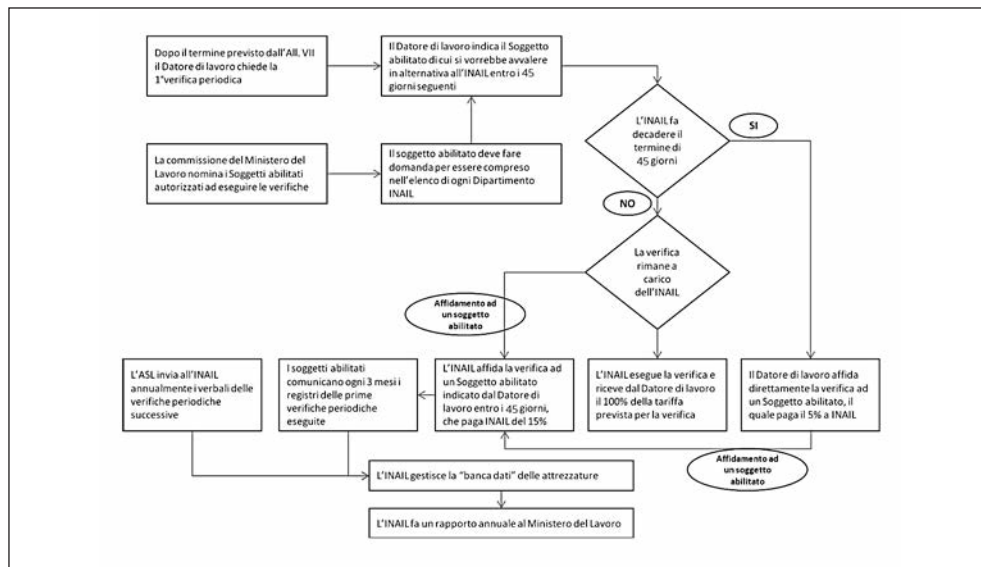 Dopo il termine previsto dall'All. VII
il Datore di lavoro chiede la
1°verifica periodica
Il Datore di lavoro indica il Soggetto
abilitato di cui si vorrebbe avvalere
in alternativa all'INAIL entro i 45
giorni seguenti
L'INAIL fa
decadere il
termine di
45 giorni
SI
La commissione del Ministero del
Lavoro nomina i Soggetti abilitati
autorizzati ad eseguire le verifiche
Il soggetto abilitato deve fare
domanda per essere compreso
nell'elenco di ogni Dipartimento
INAIL
NO
La verifica
rimane a
carico
dell'INAIL
Affidamento ad
un soggetto
abilitato
L'ASL invia all'INAIL
annualmente i verbali delle
verifiche periodiche
successive
I soggetti abilitati
comunicano ogni 3 mesi i
registri delle prime
verifiche periodiche
eseguite
L'INAIL affida la verifica ad
un Soggetto abilitato
indicato dal Datore di
lavoro entro i 45 giorni,
che paga INAIL del 15%
L'INAIL esegue la verifica e
riceve dal Datore di lavoro
il 100% della tariffa
prevista per la verifica
Il Datore di lavoro affida
direttamente la verifica ad
un Soggetto abilitato, il
quale paga il 5% a INAIL
Affidamento ad
un soggetto
abilitato
L'INAIL gestisce la "banca dati" delle attrezzature
L'INAIL fa un rapporto annuale al Ministero del Lavoro